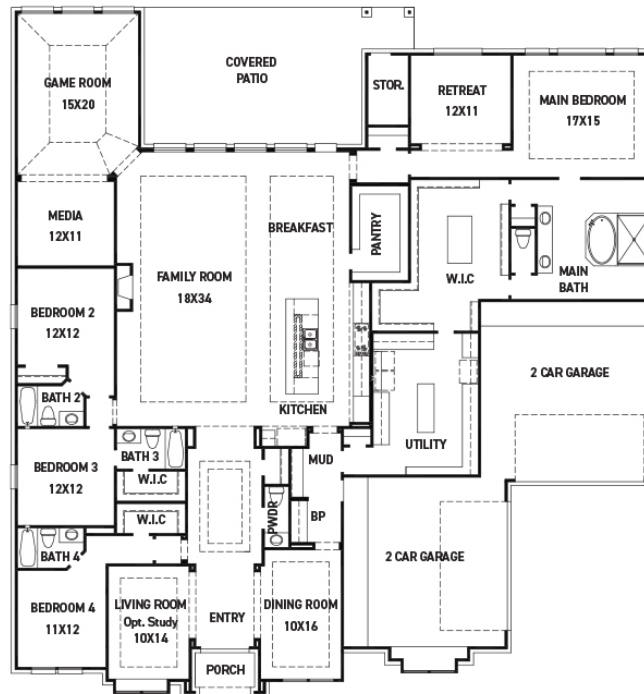 GAME ROOM
15X20
COVERED
PATIO
STOR.
RETREAT
12X11
MAIN BEDROOM
17X15
MEDIA
12X11
BREAKFAST
PANTRY
FAMILY ROOM
18X34
W.I.C
MAIN
BATH
BEDROOM 2
12X12
2 CAR GARAGE
BATH 2
KITCHEN
UTILITY
BATH 3
MUD
BEDROOM 3
12X12
W.I.C
W.I.C
PWDR
BP
BATH 4
2 CAR GARAGE
BEDROOM 4
11X12
LIVING ROOM
Opt. Study
10X14
ENTRY
DINING ROOM
10X16
PORCH